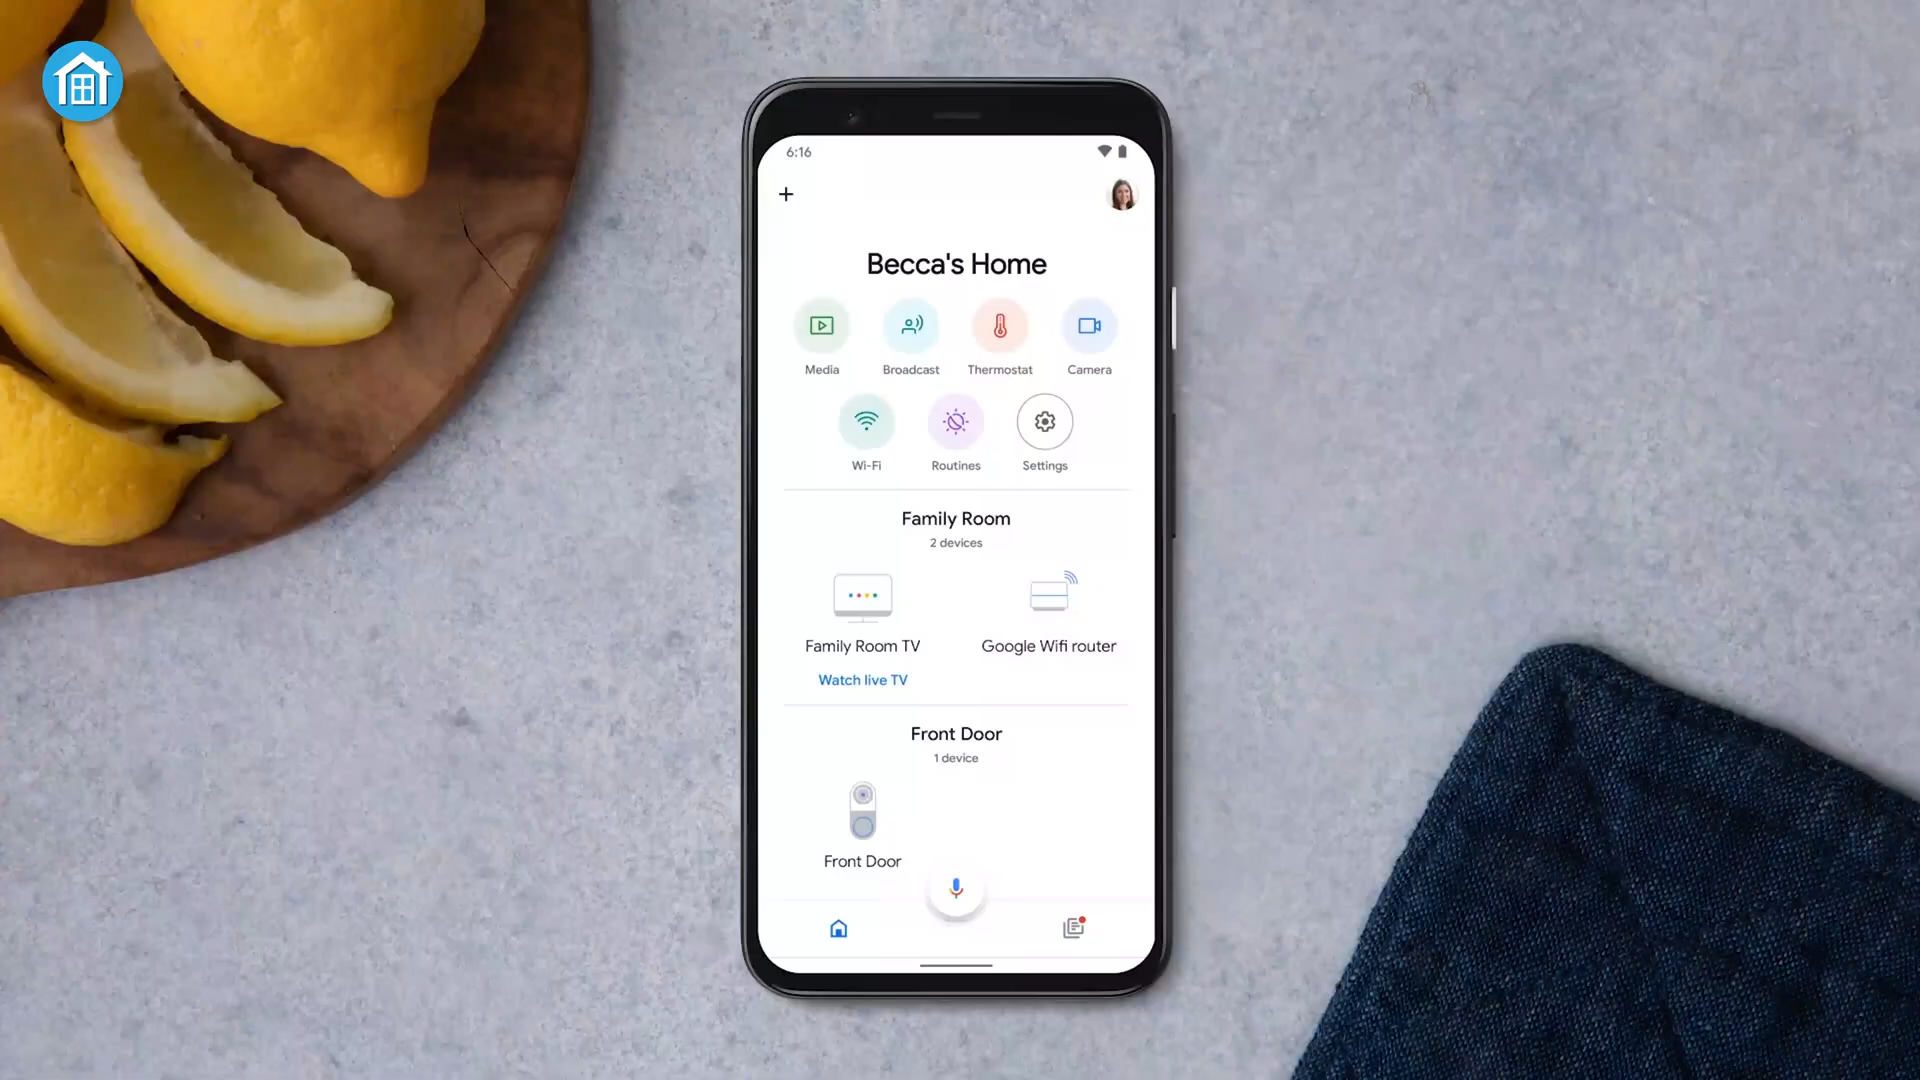 6:16
Becca's Home
Media
Broadcast
Thermostat
Camera
Wi-Fi
Routines
Settings
Family Room
2 devices
Family Room TV
Google Wifi router
Watch live TV
Front Door
1 device
Front Door